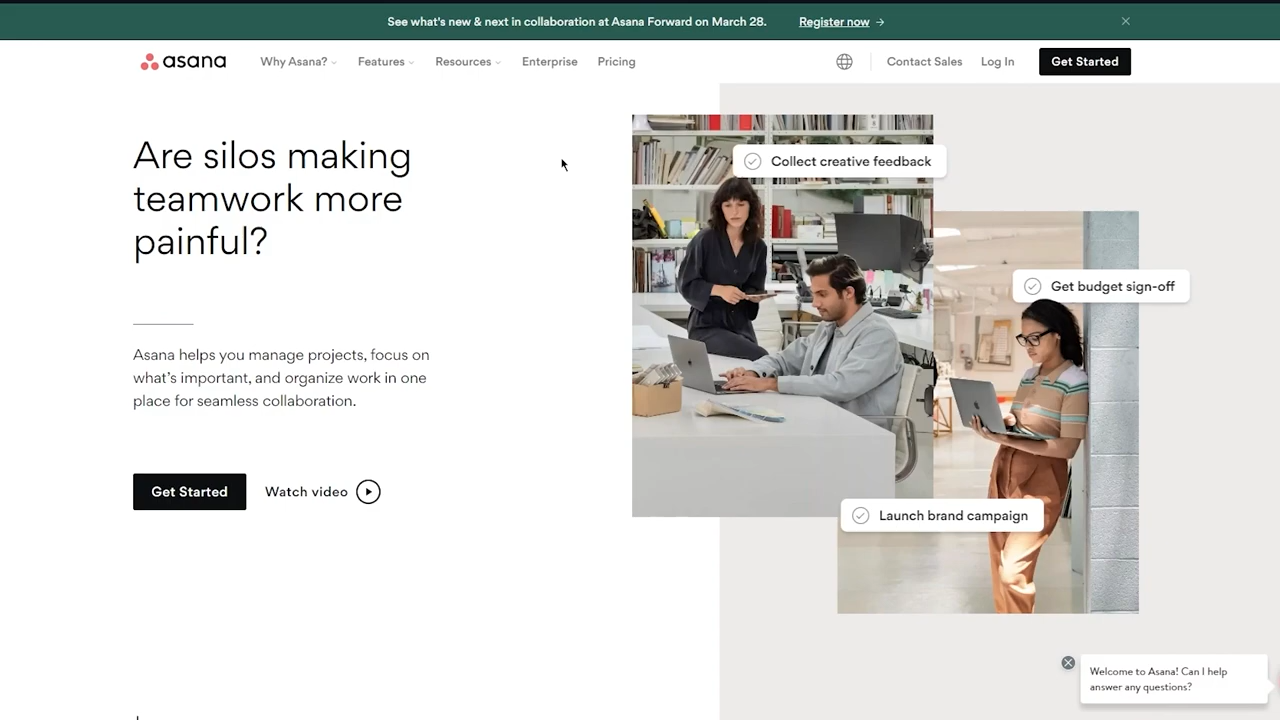 See what's new & next in collaboration at Asana Forward on March 28. Register now →
asana Why Asana? Features Resources Enterprise Pricing Contact Sales Log In Get Started
Are silos making
teamwork more
painful?
Asana helps you manage projects, focus on
what's important, and organize work in one
place for seamless collaboration.
Get Started Watch video
Collect creative feedback
Get budget sign-off
Launch brand campaign
Welcome to Asana! Can I help
answer any questions?